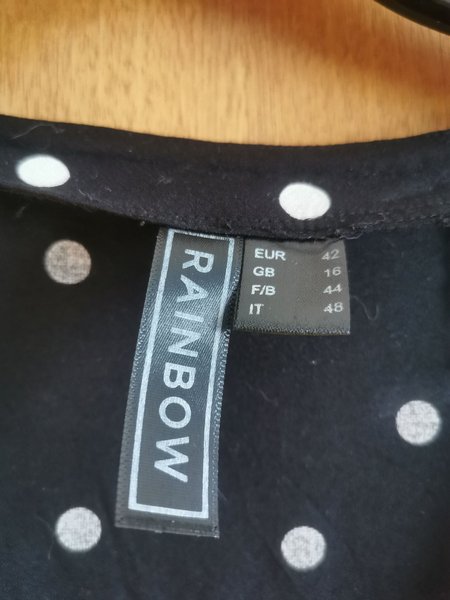 RAINBOW
EUR 42
GB 16
F/B 44
IT 48